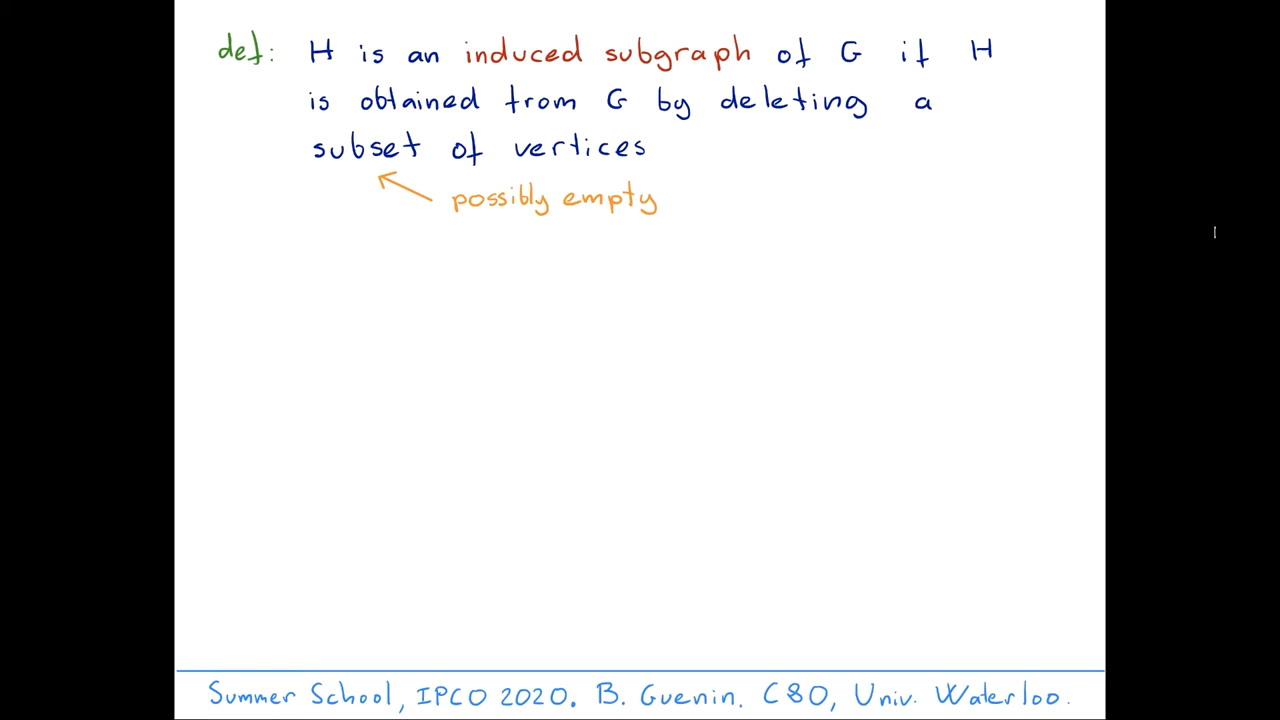 def: H is an induced subgraph of G if H
is obtained from G by deleting a
subset of vertices
possibly empty
Summer School, IPCO 2020. B. Guenin. C&O, Univ. Waterloo.